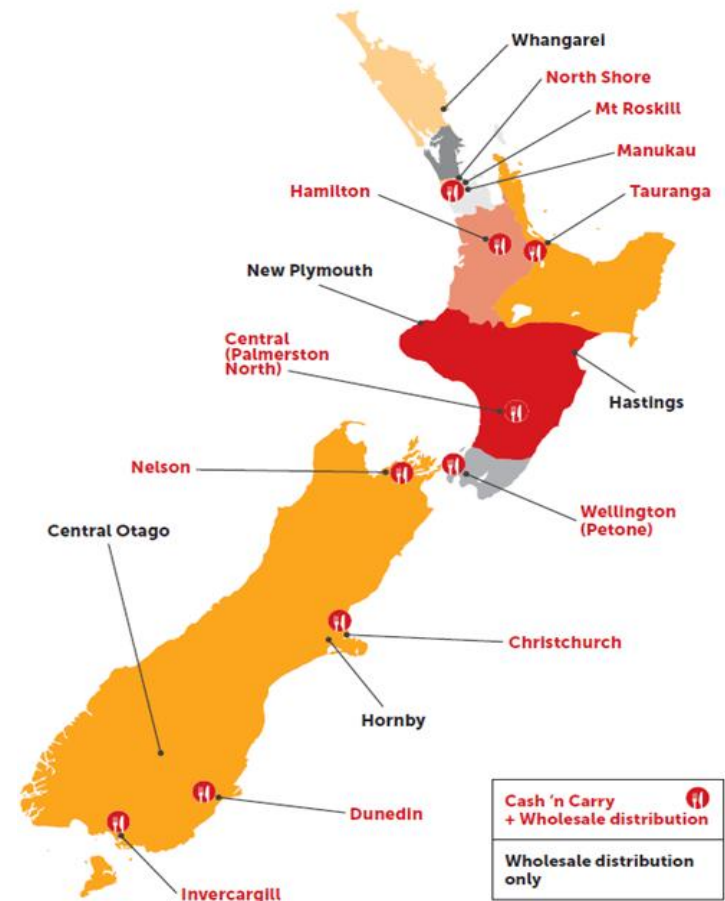 Whangarei
North Shore
Mt Roskill
Manukau
Hamilton
Tauranga
New Plymouth
Central
(Palmerston
North)
Hastings
Nelson
Wellington
(Petone)
Central Otago
Christchurch
Hornby
Dunedin
Invercargill
Cash 'n Carry
+ Wholesale distribution
Wholesale distribution
only